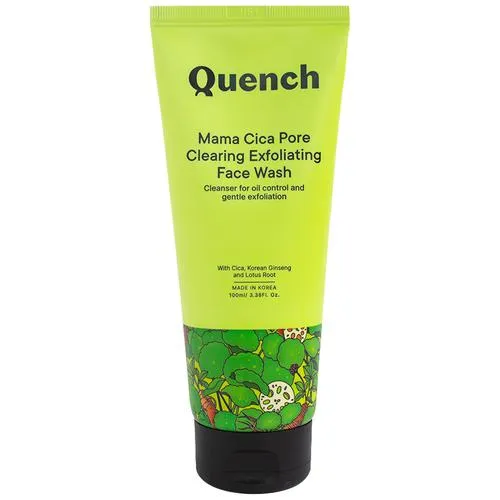 Quench
Mama Cica Pore
Clearing Exfoliating
Face Wash
Cleanser for oil control and
gentle exfoliation
With Cica, Korean Ginseng
and Lotus Root
MADE IN KOREA
100ml/ 3,38FL Oz.